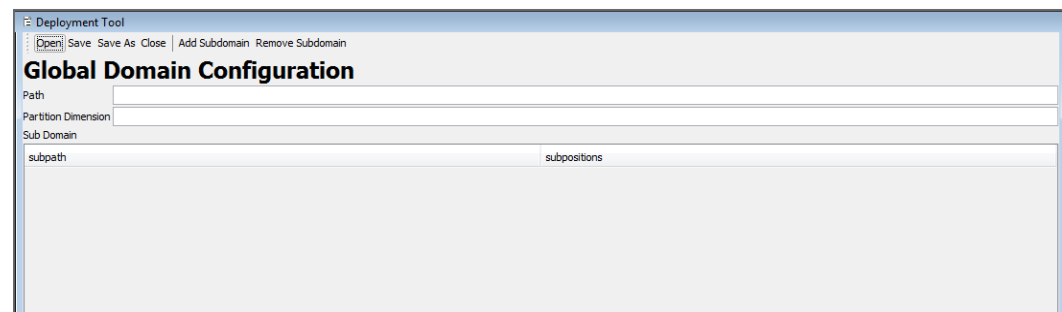 Deployment Tool
Open Save Save As Close Add Subdomain Remove Subdomain
Global Domain Configuration
Path
Partition Dimension
Sub Domain
subpath subpositions